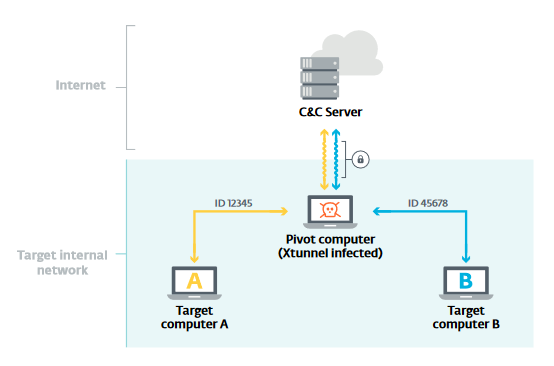 Internet
C&C Server
ID 12345
ID 45678
Pivot computer
(Xtunnel infected)
Target internal
network
A
B
Target
computer A
Target
computer B